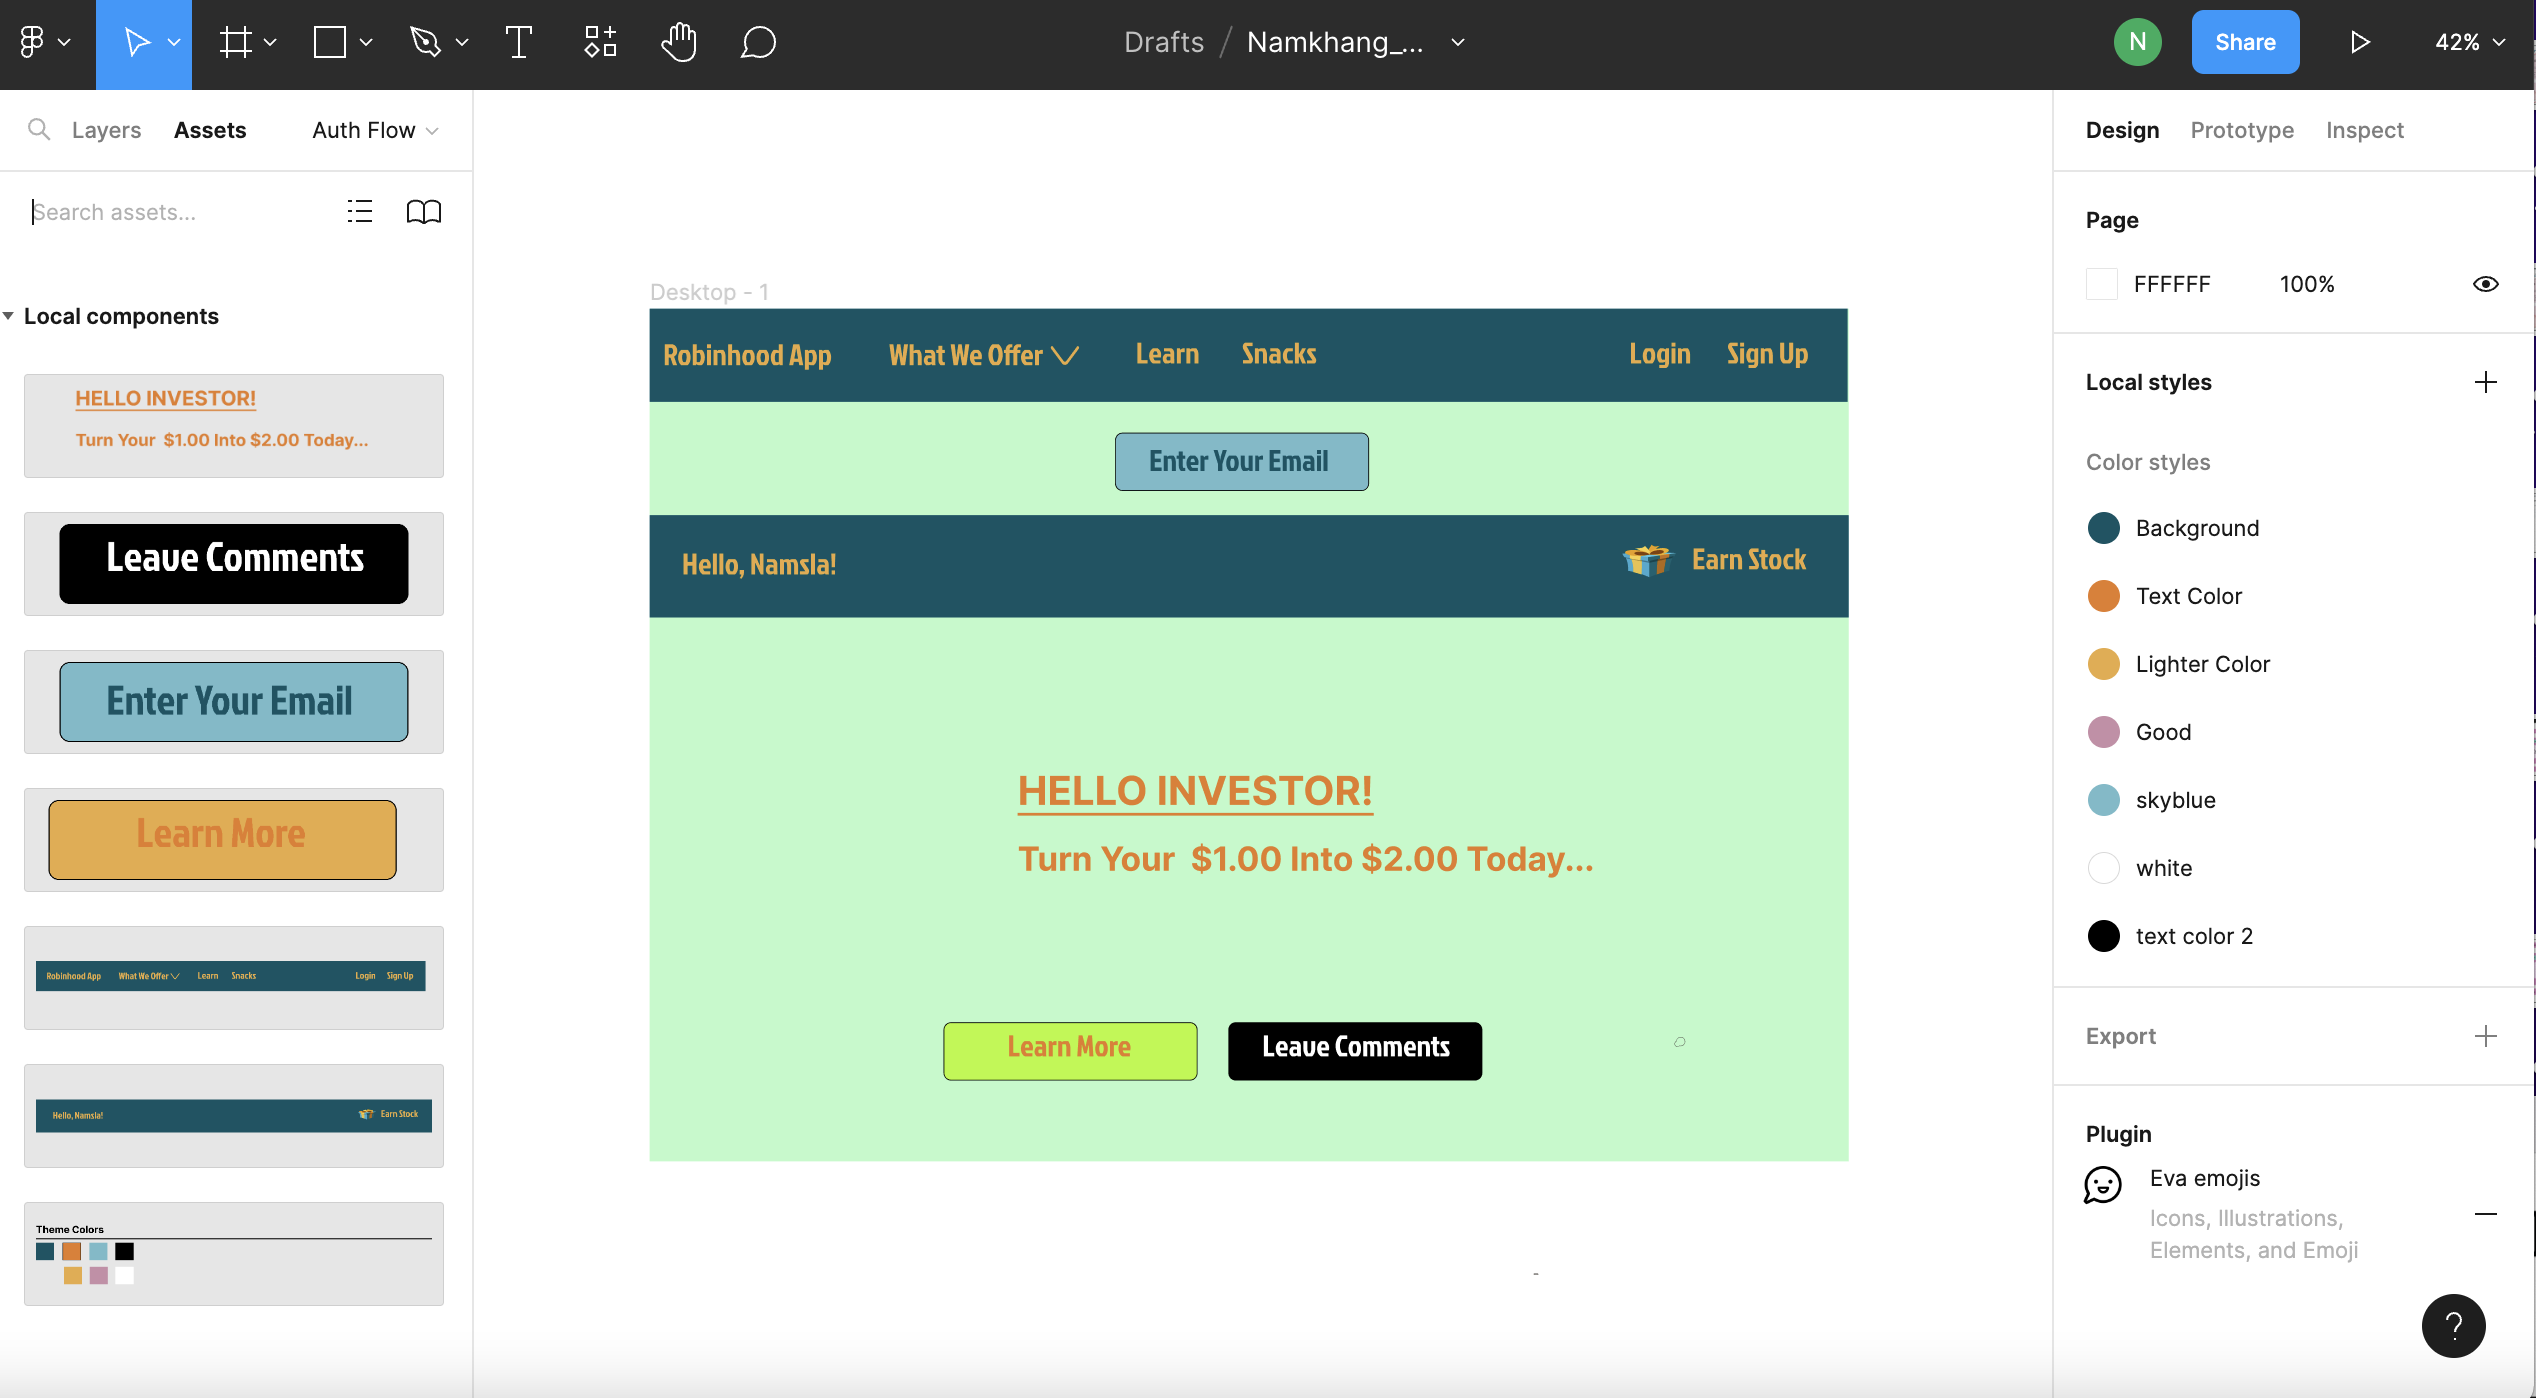 Drafts / Namkhang_... N Share 42%
Layers Assets Auth Flow
Search assets...
Local components
HELLO INVESTOR!
Turn Your $1.00 Into $2.00 Today...
Leave Comments
Enter Your Email
Learn More
Robinhood App What We Offer Learn Snacks Login Sign Up
Hello, Namsla! Earn Stock
Theme Colors
Desktop - 1
Robinhood App What We Offer Learn Snacks Login Sign Up
Enter Your Email
Hello, Namsla! Earn Stock
HELLO INVESTOR!
Turn Your $1.00 Into $2.00 Today...
Learn More Leave Comments
Design Prototype Inspect
Page
FFFFFF 100%
Local styles
Color styles
Background
Text Color
Lighter Color
Good
skyblue
white
text color 2
Export
Plugin
Eva emojis
Icons, Illustrations,
Elements, and Emoji
?